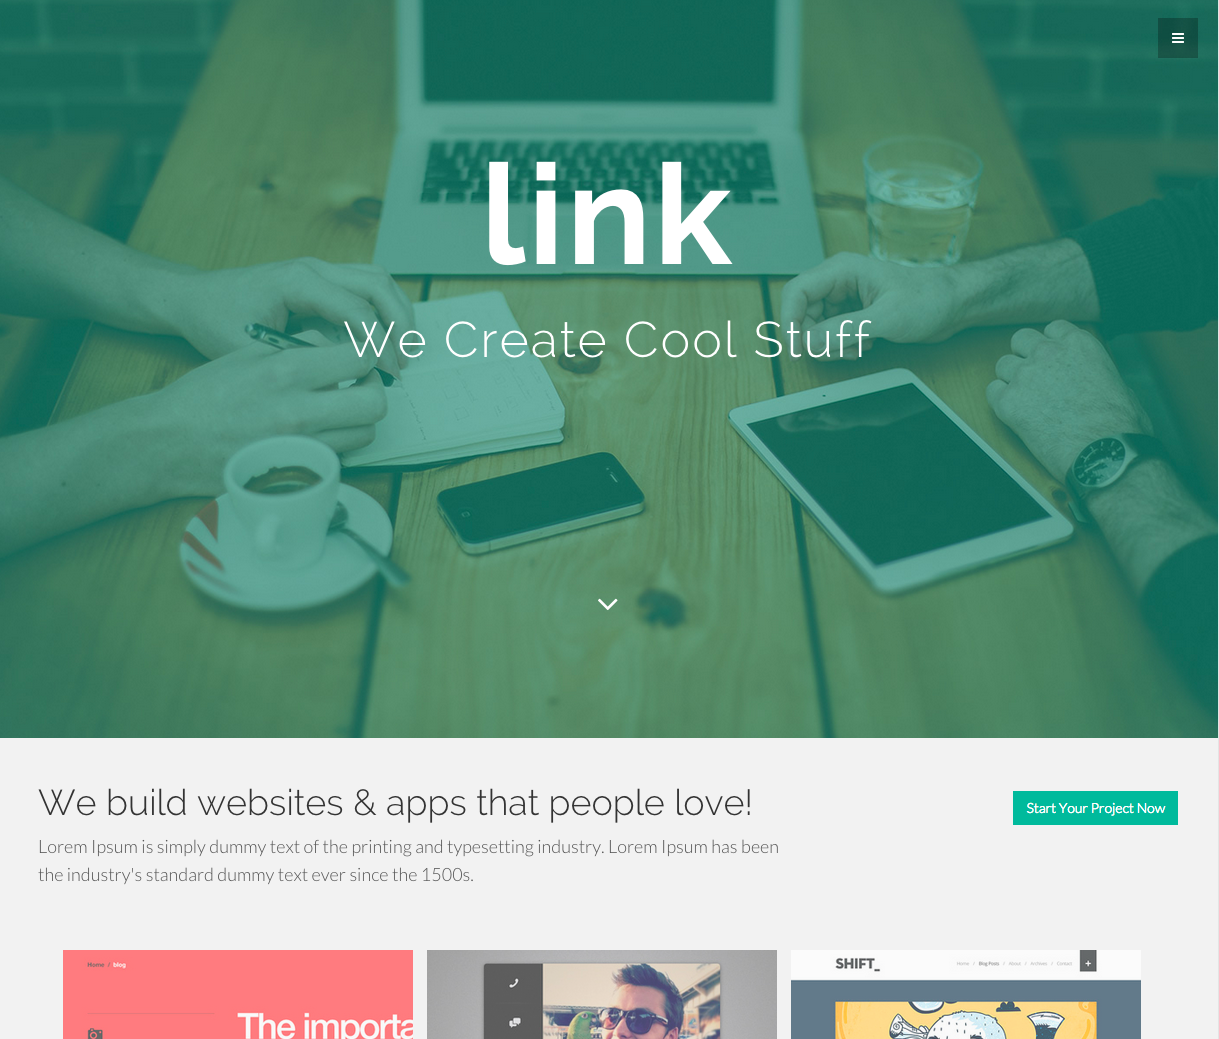 link
We Create Cool Stuff
We build websites & apps that people love!
Start Your Project Now
Lorem Ipsum is simply dummy text of the printing and typesetting industry. Lorem Ipsum has been
the industry's standard dummy text ever since the 1500s.
Home / blog
The importa
SHIFT_
Home / Blog Posts / About / Archives / Contact
+